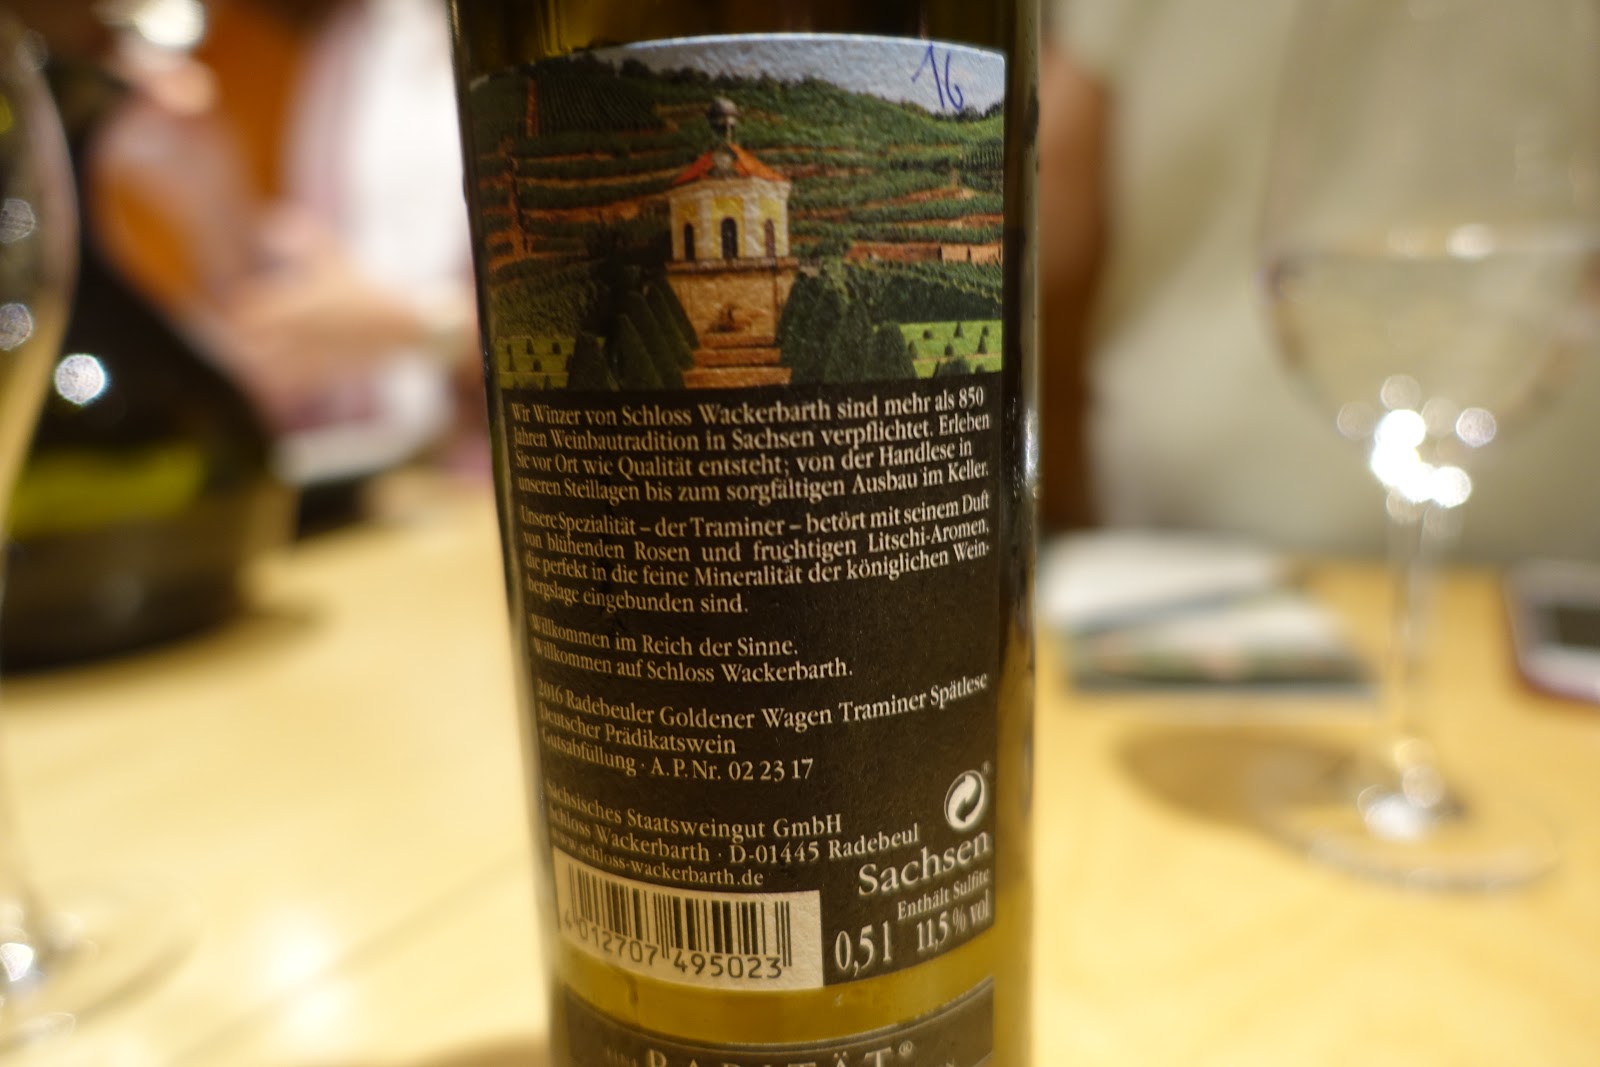 16
Wir Winzer von Schloss Wackerbarth sind mehr als 850
Jahren Weinbautradition in Sachsen verpflichtet. Erleben
Sie vor Ort wie Qualität entsteht; von der Handlese in
unseren Steillagen bis zum sorgfältigen Ausbau im Keller.
Unsere Spezialität – der Traminer – betört mit seinem Duft
von blühenden Rosen und fruchtigen Litschi-Aromen,
die perfekt in die feine Mineralität der königlichen Wein-
bergslage eingebunden sind.
Willkommen im Reich der Sinne.
Willkommen auf Schloss Wackerbarth.
2016 Radebeuler Goldener Wagen Traminer Spätlese
Deutscher Prädikatswein
Gutsabfüllung · A.P.Nr. 02 23 17
Sächsisches Staatsweingut GmbH
Schloss Wackerbarth · D-01445 Radebeul
www.schloss-wackerbarth.de
Sachsen
Enthält Sulfite
0,5 l 11,5 % vol
4 012707 495023
RARITÄT®